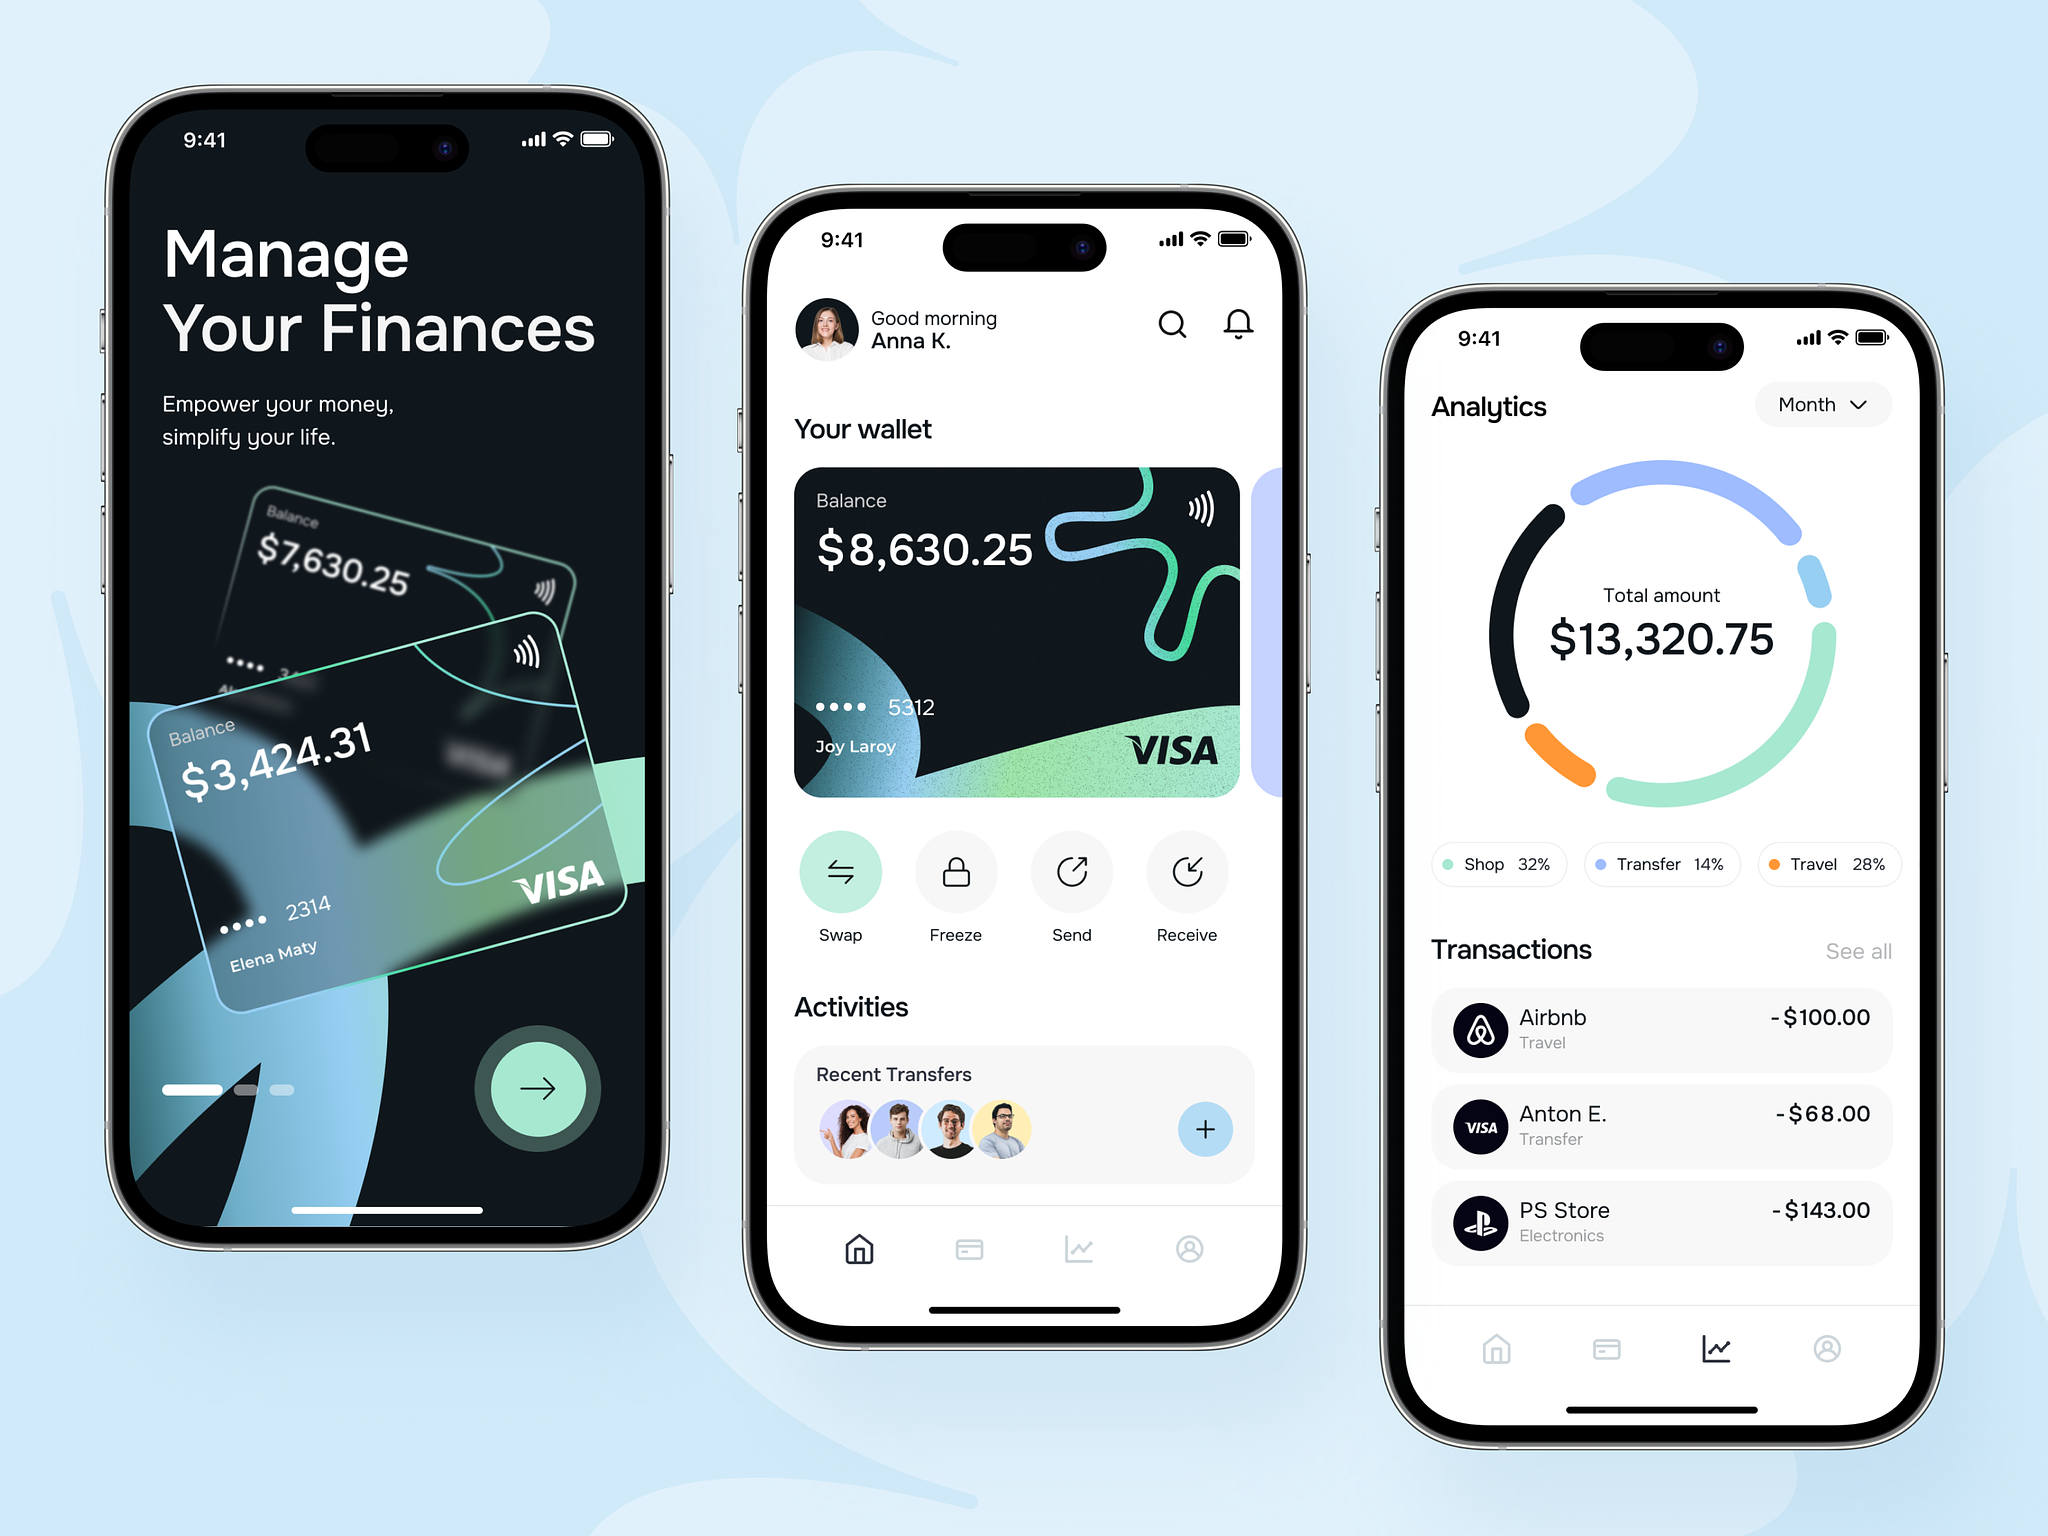 9:41
Manage
Your Finances
Empower your money,
simplify your life.
Balance
$7,630.25
Balance
$3,424.31
•••• 2314
Elena Maty
VISA
VISA
9:41
Good morning
Anna K.
Your wallet
Balance
$8,630.25
•••• 5312
Joy Laroy
VISA
Swap
Freeze
Send
Receive
Activities
Recent Transfers
9:41
Analytics
Month
Total amount
$13,320.75
Shop 32%
Transfer 14%
Travel 28%
Transactions
See all
Airbnb
-$100.00
Travel
VISA
Anton E.
-$68.00
Transfer
PS Store
-$143.00
Electronics